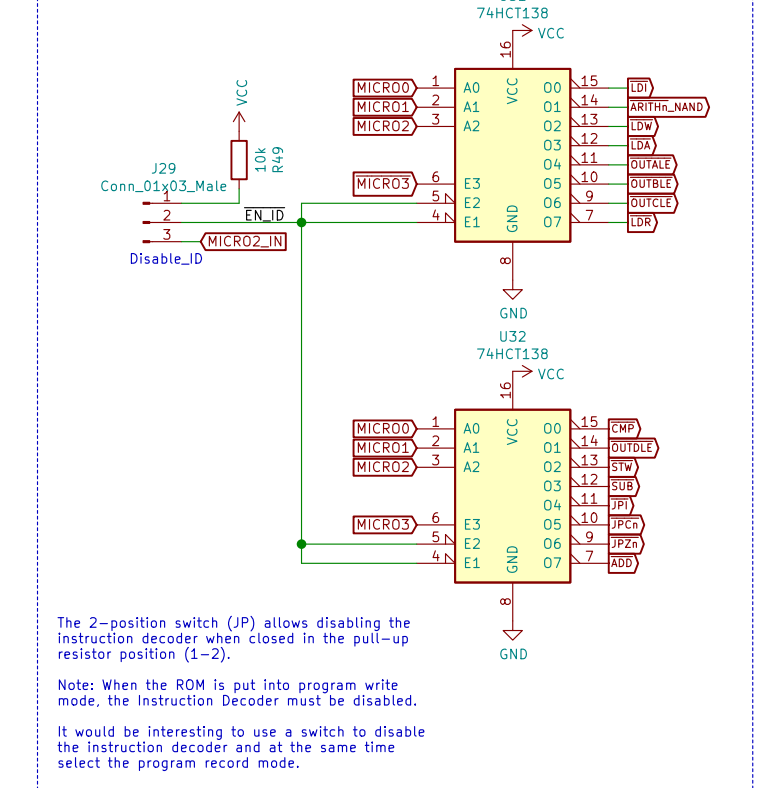 74HCT138
VCC
16
MICRO0 1 A0 VCC O0 15 LDI
MICRO1 2 A1 O1 14 ARITHn_NAND
MICRO2 3 A2 O2 13 LDW
O3 12 LDA
O4 11 OUTALE
MICRO3 6 E3 O5 10 OUTBLE
5 E2 O6 9 OUTCLE
4 E1 GND O7 7 LDR
8
GND
VCC
10k
R49
J29
Conn_01x03_Male
1
2 EN_ID
3 MICRO2_IN
Disable_ID
U32
74HCT138
VCC
16
MICRO0 1 A0 VCC O0 15 CMP
MICRO1 2 A1 O1 14 OUTDLE
MICRO2 3 A2 O2 13 STW
O3 12 SUB
O4 11 JPI
MICRO3 6 E3 O5 10 JPCn
5 E2 O6 9 JPZn
4 E1 GND O7 7 ADD
8
GND
The 2-position switch (JP) allows disabling the
instruction decoder when closed in the pull-up
resistor position (1-2).
Note: When the ROM is put into program write
mode, the Instruction Decoder must be disabled.
It would be interesting to use a switch to disable
the instruction decoder and at the same time
select the program record mode.